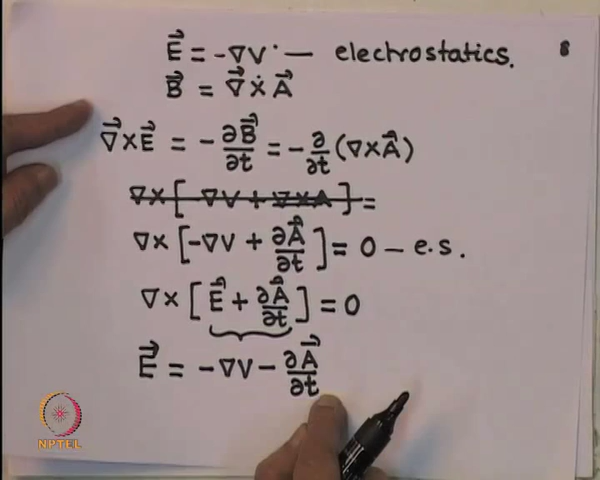 E⃗ = -∇V — electrostatics. 8
B⃗ = ∇⃗ × A⃗
∇⃗×E⃗ = - ∂B⃗/∂t = - ∂/∂t (∇×A⃗)
∇×[ -∇V + ∇×A ] =
∇× [-∇V + ∂A⃗/∂t ] = 0 — e.s.
∇× [ E⃗ + ∂A⃗/∂t ] = 0
E⃗ = -∇V - ∂A⃗/∂t
NPTEL